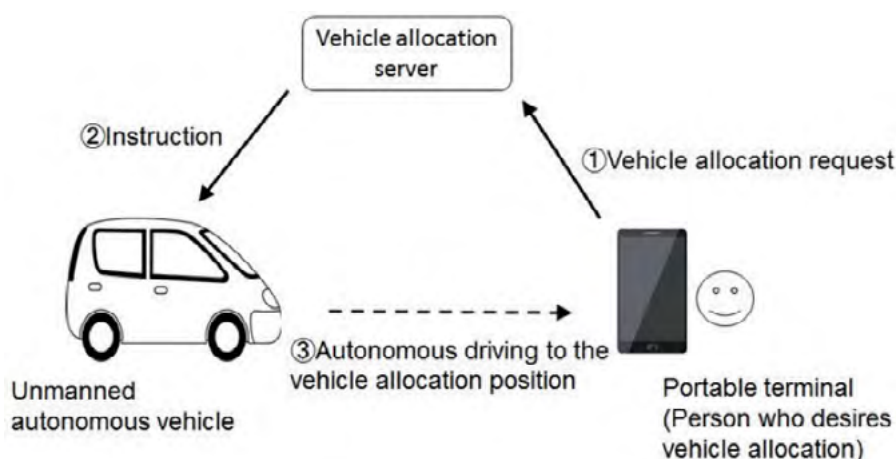 Vehicle allocation
server
②Instruction
①Vehicle allocation request
③Autonomous driving to the
vehicle allocation position
Unmanned
autonomous vehicle
Portable terminal
(Person who desires
vehicle allocation)